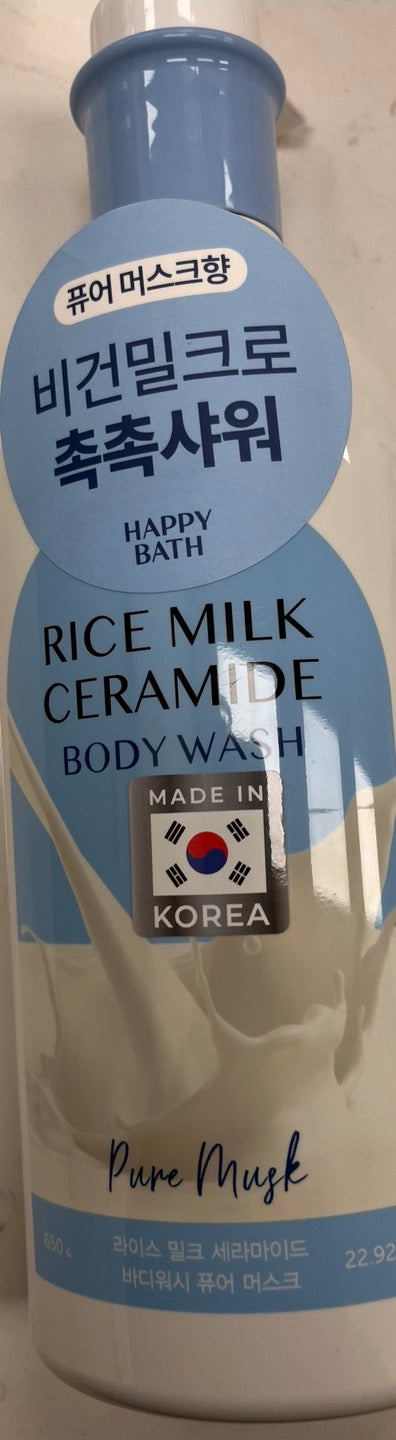 퓨어 머스크향
비건밀크로
촉촉샤워
HAPPY
BATH
RICE MILK
CERAMIDE
BODY WASH
MADE IN
KOREA
Pure Musk
650 G
라이스 밀크 세라마이드
바디워시 퓨어 머스크
22.92